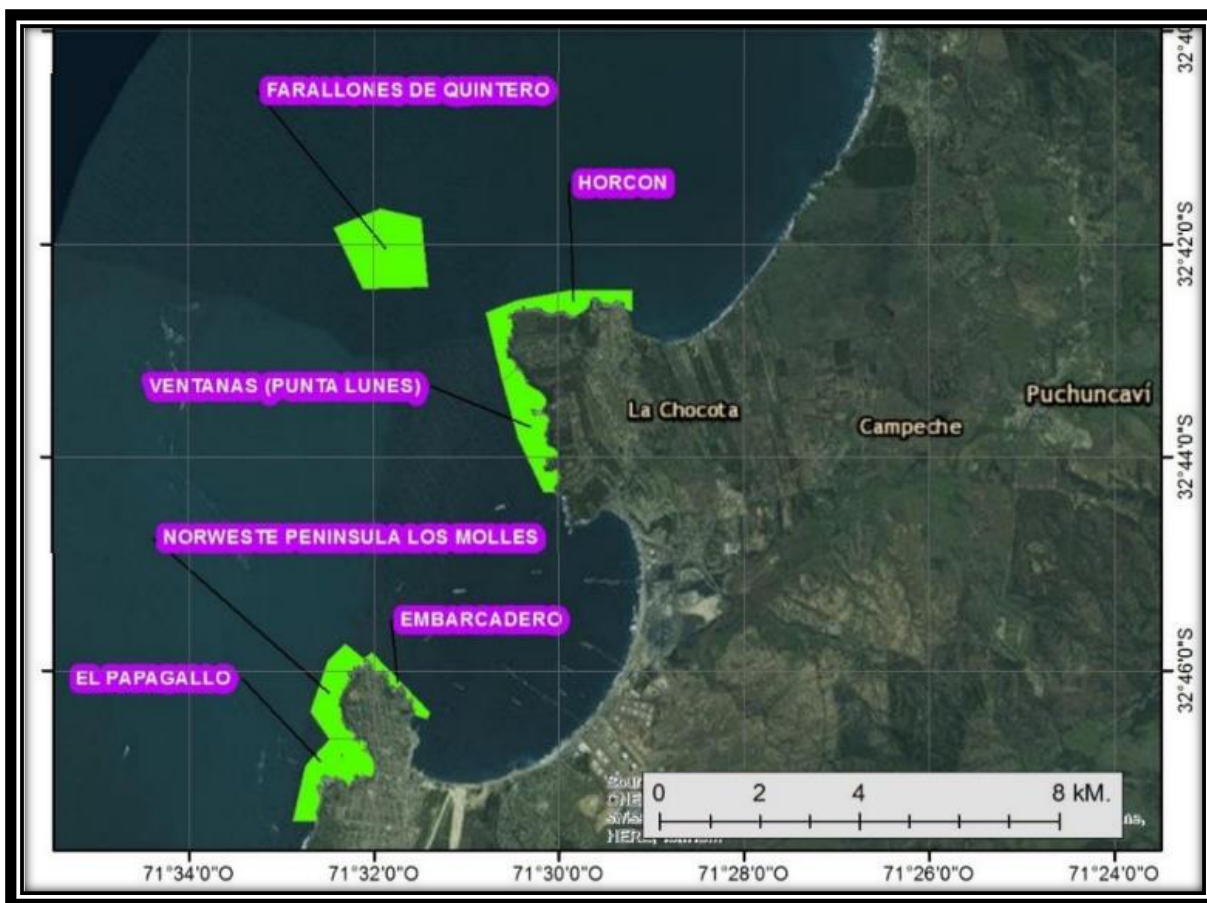 FARALLONES DE QUINTERO
32°40
HORCON
32°42'0"S
VENTANAS (PUNTA LUNES)
La Chocota
Puchuncaví
Campeche
32°44'0"S
NORWESTE PENINSULA LOS MOLLES
EMBARCADERO
EL PAPAGALLO
32°46'0"S
0 2 4 8 kM.
71°34'0"O 71°32'0"O 71°30'0"O 71°28'0"O 71°26'0"O 71°24'0"O